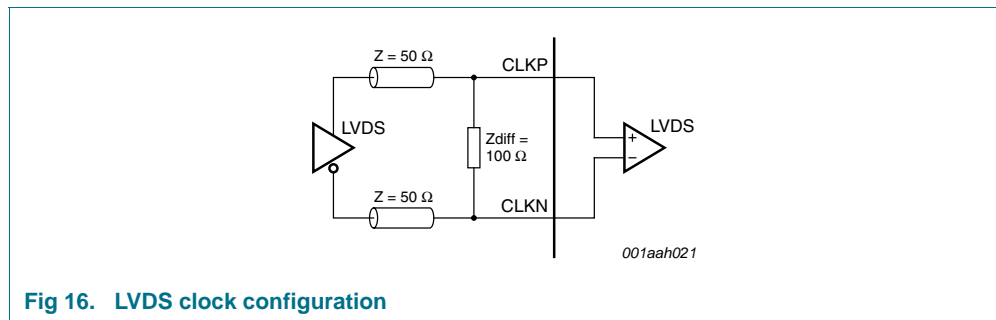 Z = 50 Ω
CLKP
LVDS
Zdiff =
100 Ω
LVDS
+
−
Z = 50 Ω
CLKN
001aah021
Fig 16. LVDS clock configuration